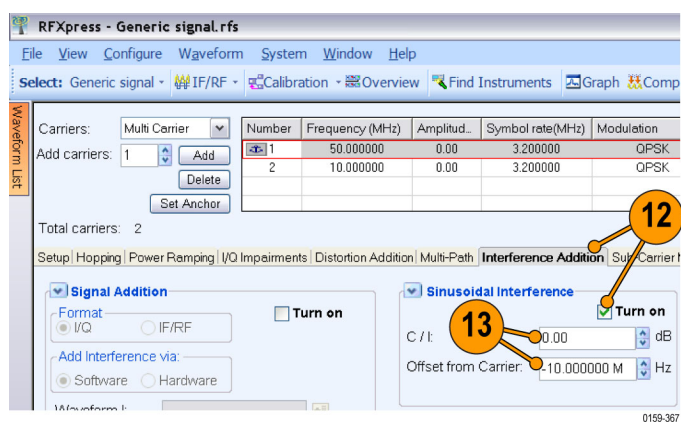 RFXpress - Generic signal.rfs
File View Configure Waveform System Window Help
Select: Generic signal IF/RF Calibration Overview Find Instruments Graph Comp
Waveform List
Carriers: Multi Carrier
Add carriers: 1 Add
Delete
Set Anchor
Total carriers: 2
Number Frequency (MHz) Amplitud... Symbol rate(MHz) Modulation
1 50.000000 0.00 3.200000 QPSK
2 10.000000 0.00 3.200000 QPSK
12
Setup Hopping Power Ramping I/Q Impairments Distortion Addition Multi-Path Interference Addition Sub-Carrier
Signal Addition
Turn on
Format
I/Q IF/RF
Add Interference via:
Software Hardware
Waveform I:
Sinusoidal Interference
Turn on
13
C / I: 0.00 dB
Offset from Carrier: -10.000000 M Hz
0159-367